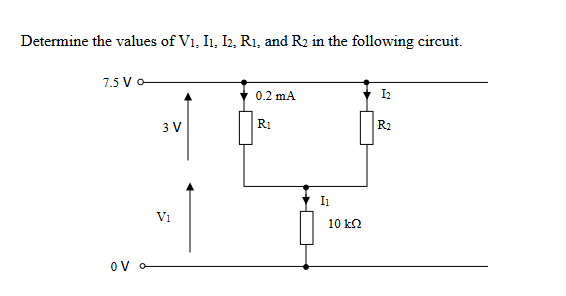 Determine the values of V1, I1, I2, R1, and R2 in the following circuit.
7.5 V
0.2 mA
I2
3 V
R1
R2
I1
V1
10 kΩ
0 V